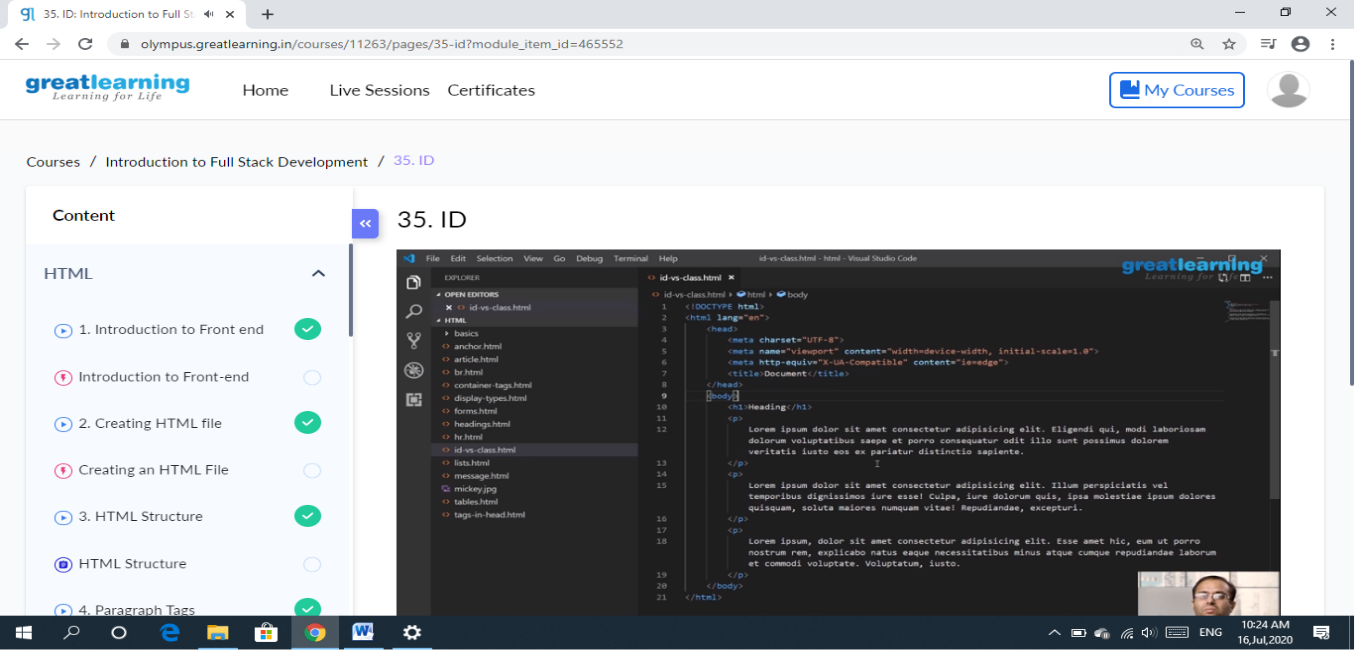 35. ID: Introduction to Full St
olympus.greatlearning.in/courses/11263/pages/35-id?module_item_id=465552
greatlearning
Learning for Life
Home Live Sessions Certificates
My Courses
Courses / Introduction to Full Stack Development / 35. ID
Content
HTML
1. Introduction to Front end
Introduction to Front-end
2. Creating HTML file
Creating an HTML File
3. HTML Structure
HTML Structure
4. Paragraph Tags
35. ID
File Edit Selection View Go Debug Terminal Help
id-vs-class.html - html - Visual Studio Code
greatlearning
Learning for Life
EXPLORER
OPEN EDITORS
id-vs-class.html
HTML
basics
anchor.html
article.html
br.html
container-tags.html
display-types.html
forms.html
headings.html
hr.html
id-vs-class.html
lists.html
message.html
mickey.jpg
tables.html
tags-in-head.html
id-vs-class.html
id-vs-class.html html body
1 <!DOCTYPE html>
2 <html lang="en">
3 <head>
4 <meta charset="UTF-8">
5 <meta name="viewport" content="width=device-width, initial-scale=1.0">
6 <meta http-equiv="X-UA-Compatible" content="ie=edge">
7 <title>Document</title>
8 </head>
9 <body>
10 <h1>Heading</h1>
11 <p>
12 Lorem ipsum dolor sit amet consectetur adipisicing elit. Eligendi qui, modi laboriosam
dolorum voluptatibus saepe et porro consequatur odit illo sunt possimus dolorem
veritatis iusto eos ex pariatur distinctio sapiente.
13 </p>
14 <p>
15 Lorem ipsum dolor sit amet consectetur adipisicing elit. Illum perspiciatis vel
temporibus dignissimos iure esse! Culpa, iure dolorum quis, ipsa molestiae ipsum dolores
quisquam, soluta maiores numquam vitae! Repudiandae, excepturi.
16 </p>
17 <p>
18 Lorem ipsum, dolor sit amet consectetur adipisicing elit. Esse amet hic, eum ut porro
nostrum rem, explicabo natus eaque necessitatibus minus atque cumque repudiandae laborum
et commodi voluptate. Voluptatum, iusto.
19 </p>
20 </body>
21 </html>
ENG
10:24 AM
16,Jul,2020